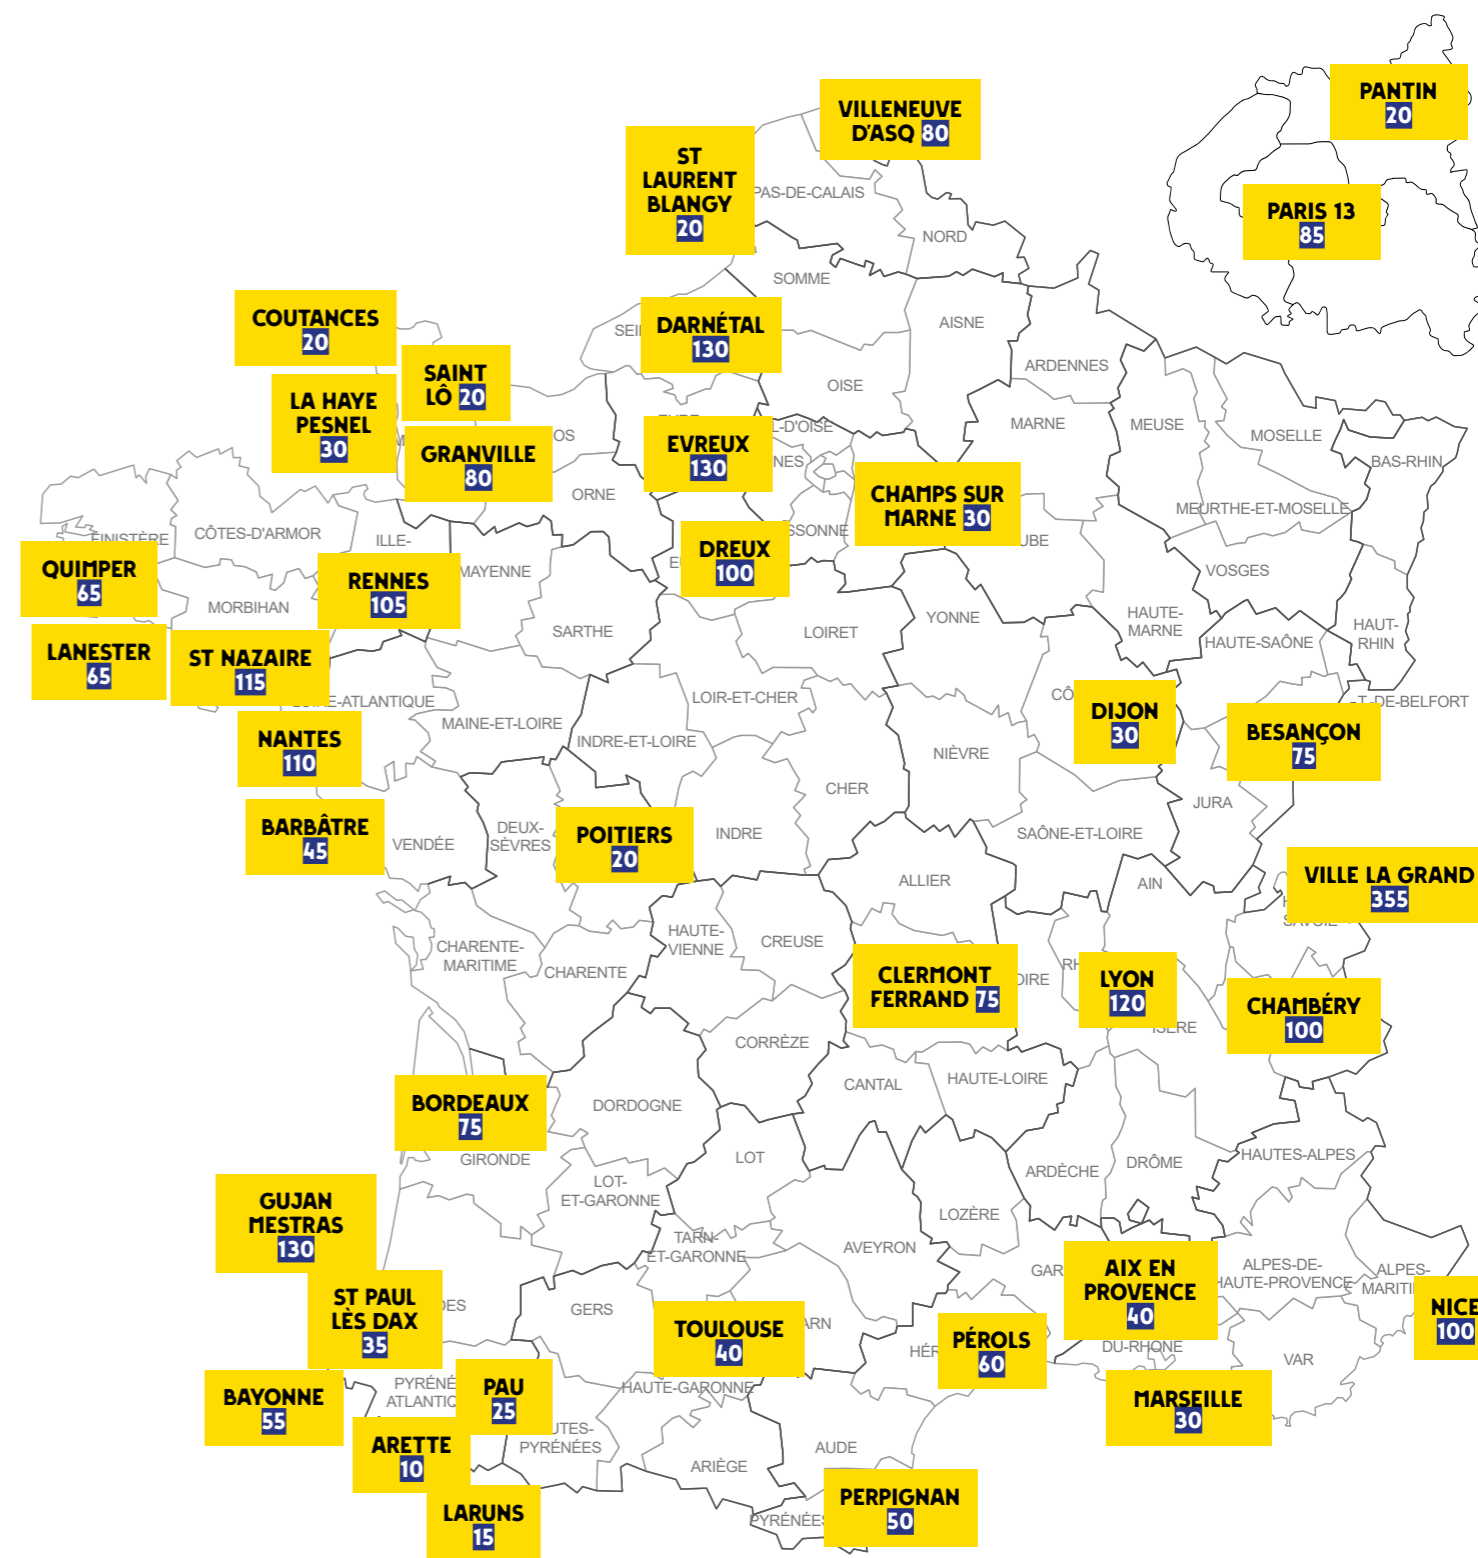 PANTIN
20
VILLENEUVE
D'ASQ 80
ST
LAURENT
BLANGY
20
PAS-DE-CALAIS
PARIS 13
85
NORD
SOMME
COUTANCES
20
DARNÉTAL
130
AISNE
ARDENNES
SAINT
LÔ 20
OISE
LA HAYE
PESNEL
30
MARNE
MEUSE
MOSELLE
GRANVILLE
80
EVREUX
130
BAS-RHIN
ORNE
CHAMPS SUR
MARNE 30
MEURTHE-ET-MOSELLE
FINISTÈRE
CÔTES-D'ARMOR
ILLE-
DREUX
100
QUIMPER
65
RENNES
105
MAYENNE
VOSGES
MORBIHAN
SARTHE
LOIRET
YONNE
HAUTE-
MARNE
HAUT-
RHIN
HAUTE-SAÔNE
LANESTER
65
ST NAZAIRE
115
LOIRE-ATLANTIQUE
LOIR-ET-CHER
T.-DE-BELFORT
MAINE-ET-LOIRE
DIJON
30
BESANÇON
75
NANTES
110
INDRE-ET-LOIRE
NIÈVRE
CHER
JURA
BARBÂTRE
45
VENDÉE
DEUX-
SÈVRES
POITIERS
20
INDRE
SAÔNE-ET-LOIRE
ALLIER
AIN
VILLE LA GRAND
355
SAVOIE
HAUTE-
VIENNE
CREUSE
CHARENTE-
MARITIME
CHARENTE
CLERMONT
FERRAND 75
LYON
120
CHAMBÉRY
100
ISÈRE
CORRÈZE
CANTAL
HAUTE-LOIRE
BORDEAUX
75
DORDOGNE
GIRONDE
LOT
ARDÈCHE
DRÔME
HAUTES-ALPES
LOT-
ET-GARONNE
GUJAN
MESTRAS
130
LOZÈRE
TARN-
ET-GARONNE
AVEYRON
AIX EN
PROVENCE
40
ALPES-DE-
HAUTE-PROVENCE
ALPES-
ST PAUL
LÈS DAX
35
GERS
TOULOUSE
40
NICE
100
PÉROLS
60
DU-RHONE
VAR
BAYONNE
55
PAU
25
HAUTE-GARONNE
MARSEILLE
30
ARETTE
10
PYRÉNÉES
AUDE
ARIÈGE
PERPIGNAN
50
LARUNS
15